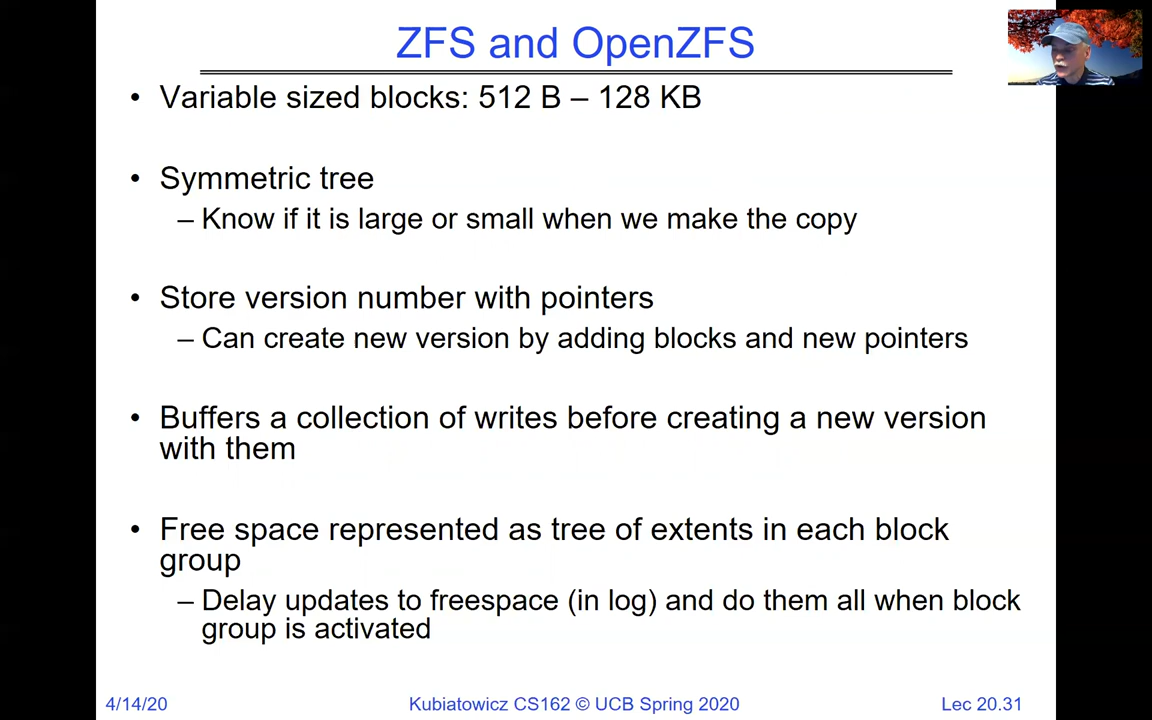 ZFS and OpenZFS
• Variable sized blocks: 512 B – 128 KB
• Symmetric tree
– Know if it is large or small when we make the copy
• Store version number with pointers
– Can create new version by adding blocks and new pointers
• Buffers a collection of writes before creating a new version
with them
• Free space represented as tree of extents in each block
group
– Delay updates to freespace (in log) and do them all when block
group is activated
4/14/20
Kubiatowicz CS162 © UCB Spring 2020
Lec 20.31